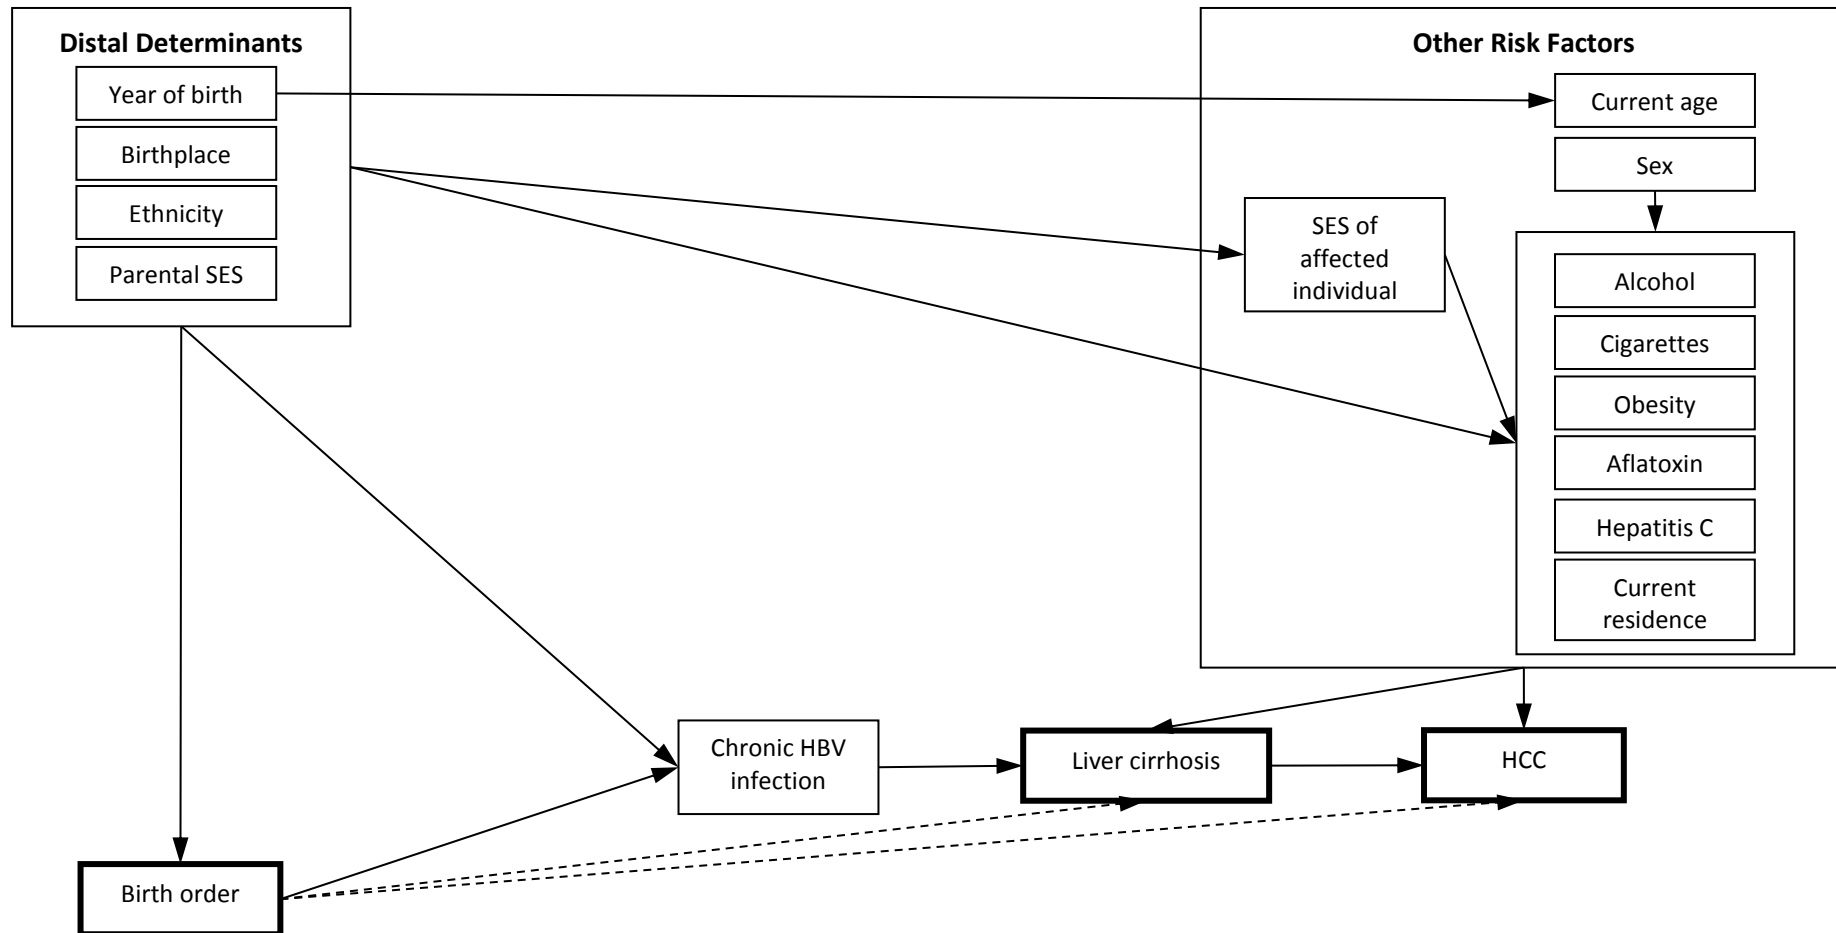 Distal Determinants
Year of birth
Birthplace
Ethnicity
Parental SES
Other Risk Factors
Current age
Sex
SES of
affected
individual
Alcohol
Cigarettes
Obesity
Aflatoxin
Hepatitis C
Current
residence
Chronic HBV
infection
Liver cirrhosis
HCC
Birth order